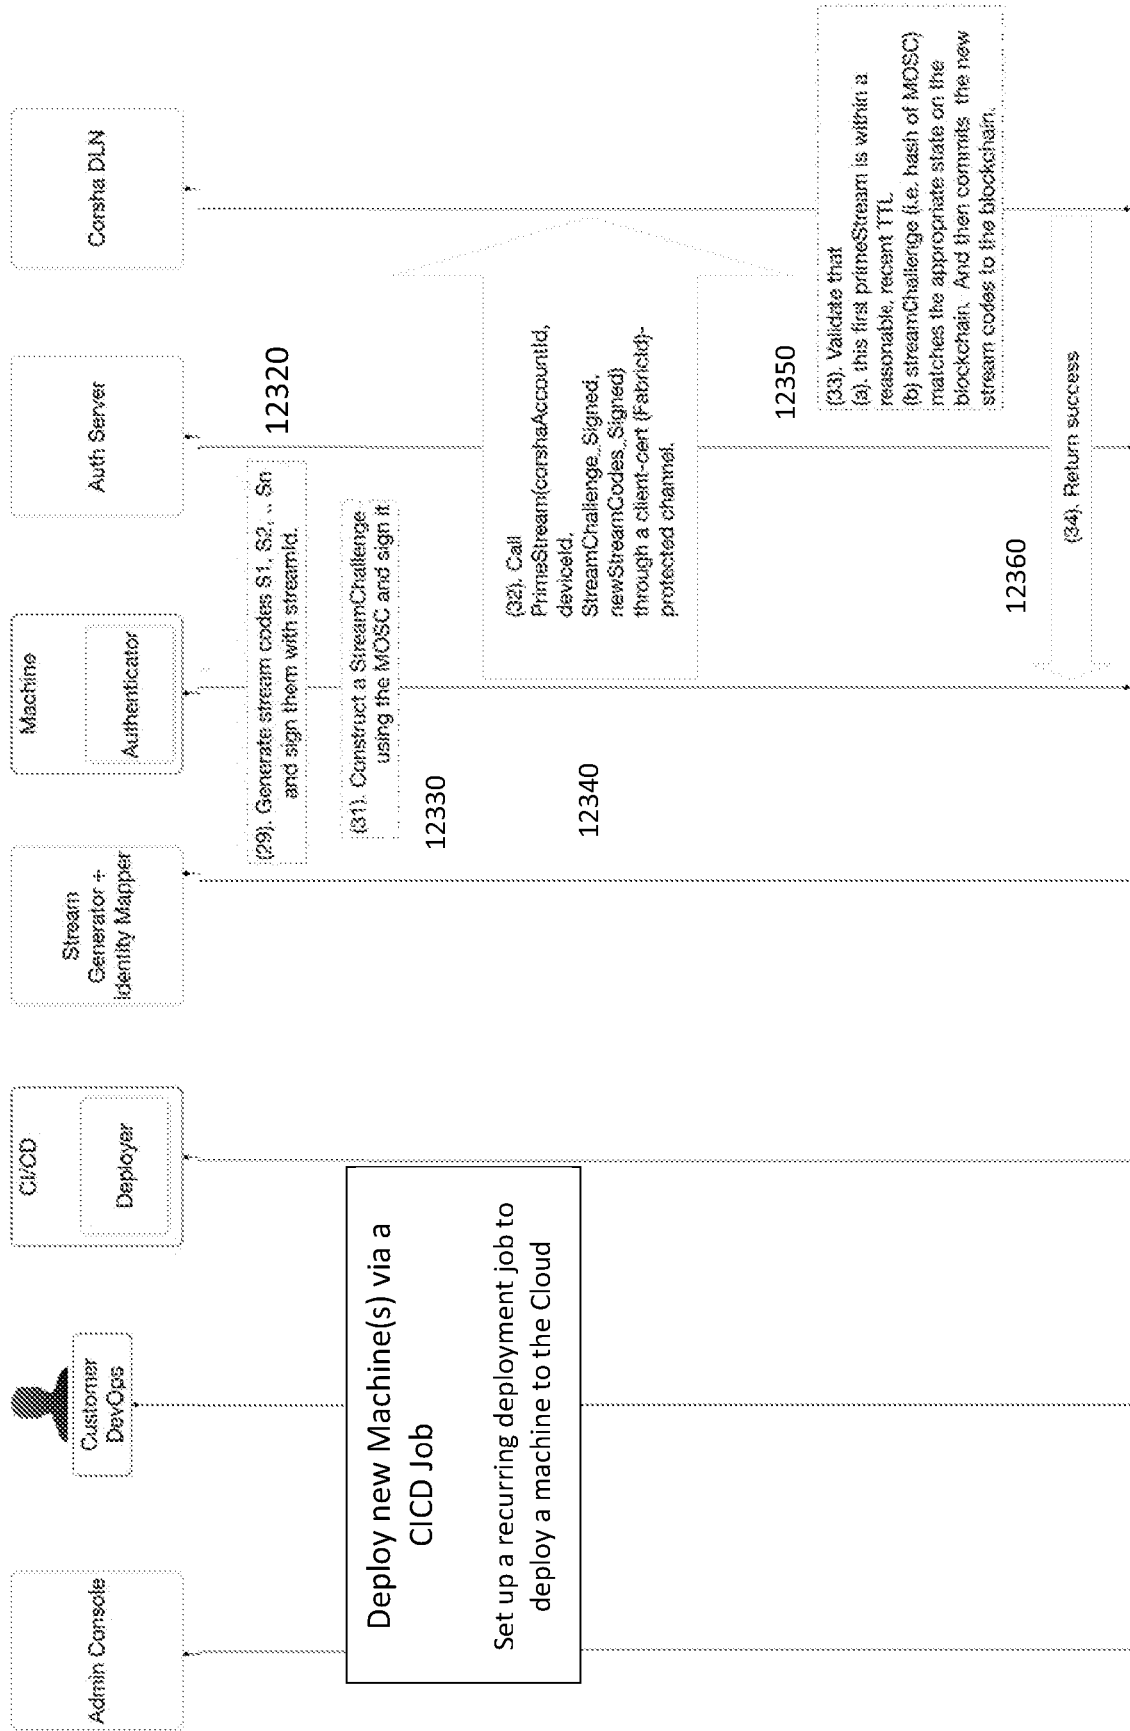 Admin Console
Customer
DevOps
CI/CD
Deployer
Stream
Generator +
Identity Mapper
Machine
Authenticator
Auth Server
Corsha DLN
Deploy new Machine(s) via a
CICD Job
Set up a recurring deployment job to
deploy a machine to the Cloud
(29). Generate stream codes S1, S2, .. Sn
and sign them with streamId.
12320
(31). Construct a StreamChallenge
using the MOSC and sign it.
12330
(32). Call
PrimeStream(corshaAccountId,
deviceId,
StreamChallenge_Signed,
newStreamCodes_Signed)
through a client-cert (FabricId)-
protected channel.
12340
12350
(33). Validate that
(a). this first primeStream is within a
reasonable, recent TTL
(b) streamChallenge (i.e. hash of MOSC)
matches the appropriate state on the
blockchain. And then commits the new
stream codes to the blockchain.
12360
(34). Return success